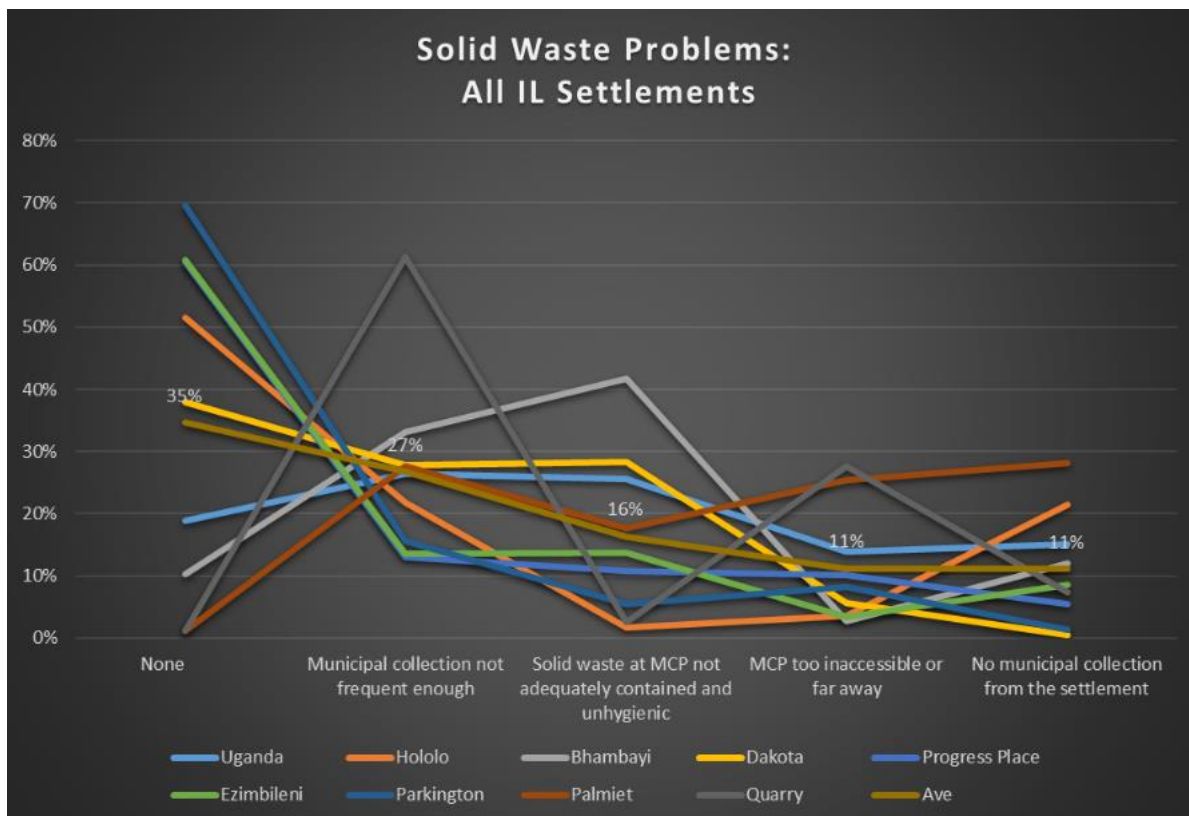 Solid Waste Problems:
All IL Settlements
80%
70%
60%
50%
40%
30%
20%
10%
0%
35%
27%
16%
11%
11%
None
Municipal collection not
frequent enough
Solid waste at MCP not
adequately contained and
unhygienic
MCP too inaccessible or
far away
No municipal collection
from the settlement
Uganda
Hololo
Bhambayi
Dakota
Progress Place
Ezimbileni
Parkington
Palmiet
Quarry
Ave